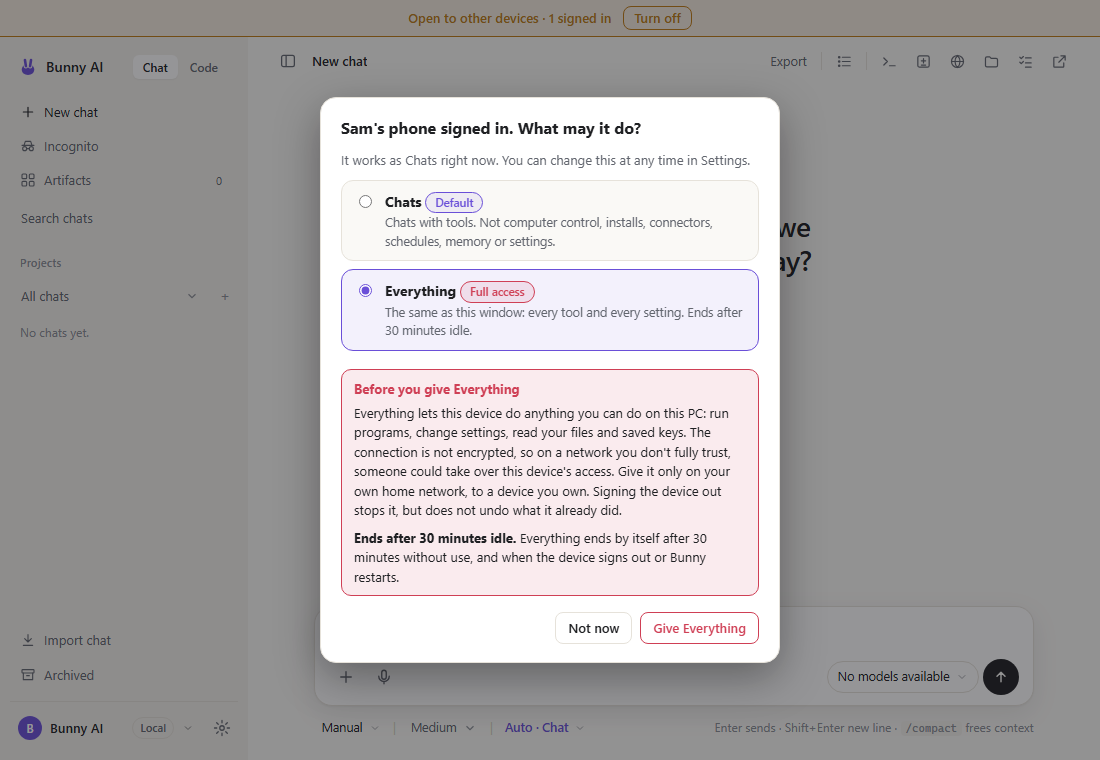 Open to other devices · 1 signed in
Turn off
Bunny AI
Chat
Code
New chat
Export
New chat
Incognito
Artifacts
0
Search chats
Projects
All chats
No chats yet.
we
ay?
Sam's phone signed in. What may it do?
It works as Chats right now. You can change this at any time in Settings.
Chats Default
Chats with tools. Not computer control, installs, connectors,
schedules, memory or settings.
Everything Full access
The same as this window: every tool and every setting. Ends after
30 minutes idle.
Before you give Everything
Everything lets this device do anything you can do on this PC: run
programs, change settings, read your files and saved keys. The
connection is not encrypted, so on a network you don't fully trust,
someone could take over this device's access. Give it only on your
own home network, to a device you own. Signing the device out
stops it, but does not undo what it already did.
Ends after 30 minutes idle. Everything ends by itself after 30
minutes without use, and when the device signs out or Bunny
restarts.
Not now
Give Everything
Import chat
Archived
B
Bunny AI
Local
No models available
Manual
Medium
Auto · Chat
Enter sends · Shift+Enter new line · /compact frees context